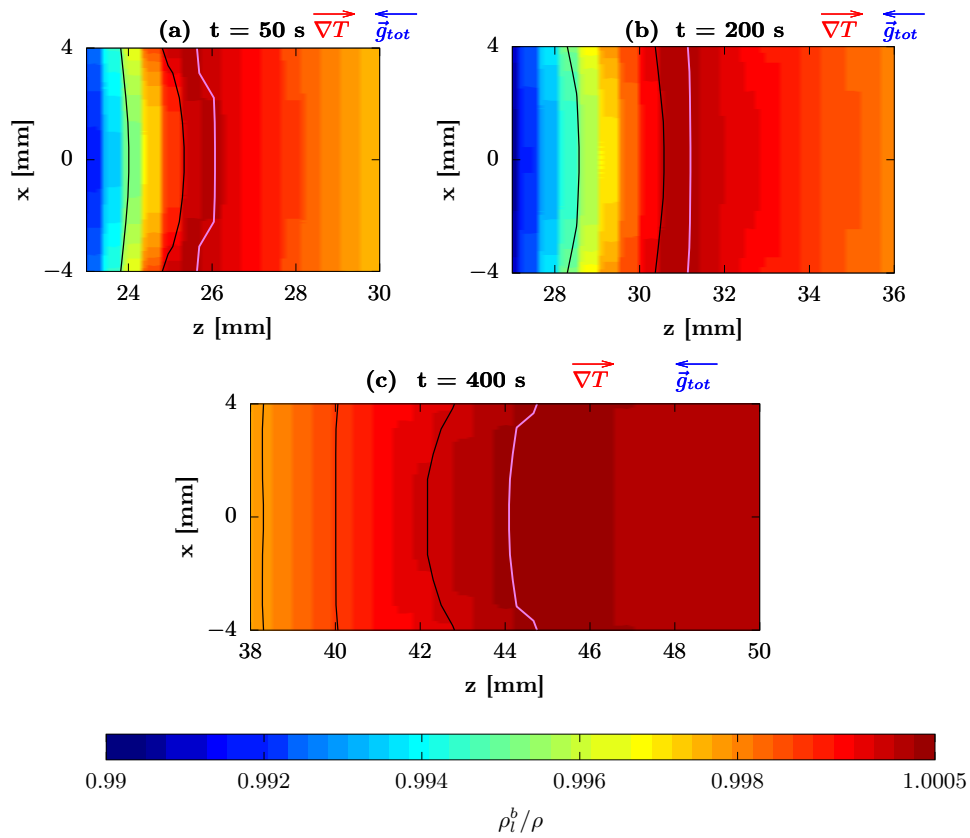 (a) t = 50 s ∇T g⃗tot
4
0
−4
x [mm]
24 26 28 30
z [mm]
(b) t = 200 s ∇T g⃗tot
4
0
−4
x [mm]
28 30 32 34 36
z [mm]
(c) t = 400 s ∇T g⃗tot
4
0
−4
x [mm]
38 40 42 44 46 48 50
z [mm]
0.99 0.992 0.994 0.996 0.998 1.0005
ρ_l^b/ρ